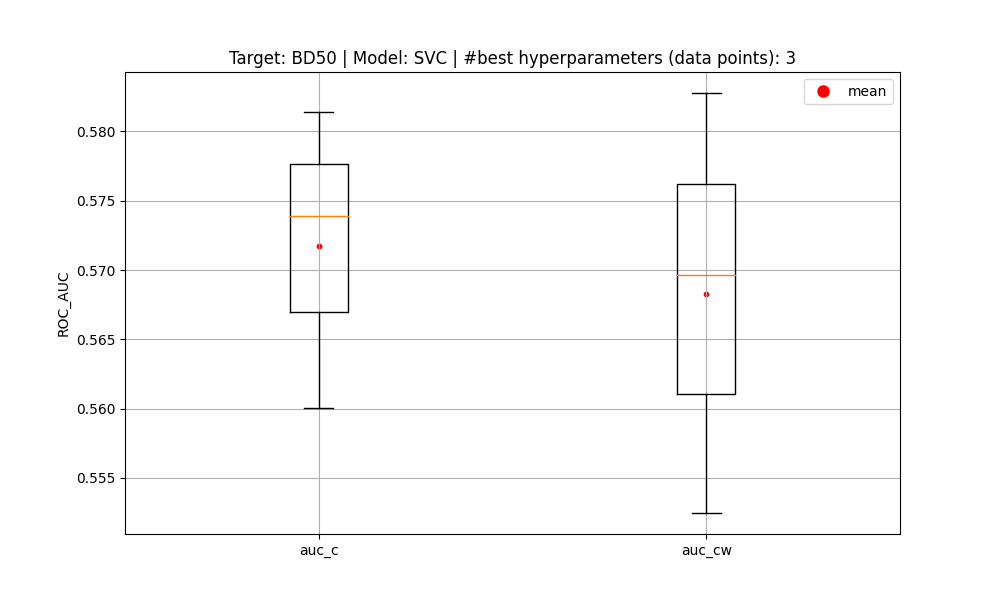 Target: BD50 | Model: SVC | #best hyperparameters (data points): 3
mean
0.580
0.575
0.570
0.565
0.560
0.555
ROC_AUC
auc_c
auc_cw